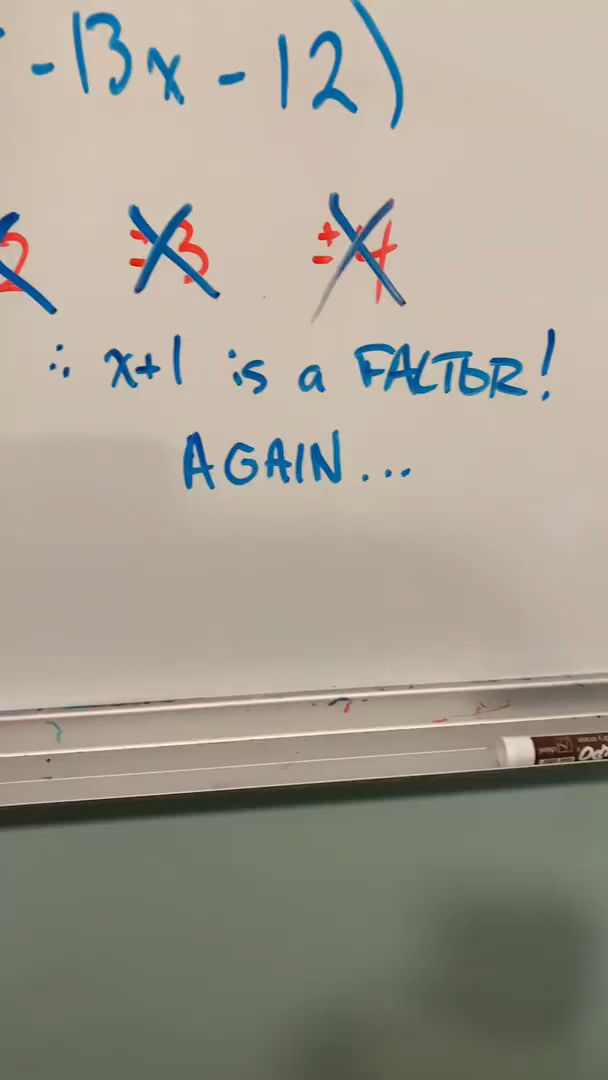 -13x - 12)
2 ±3 ±4
∴ x+1 is a FACTOR!
AGAIN...